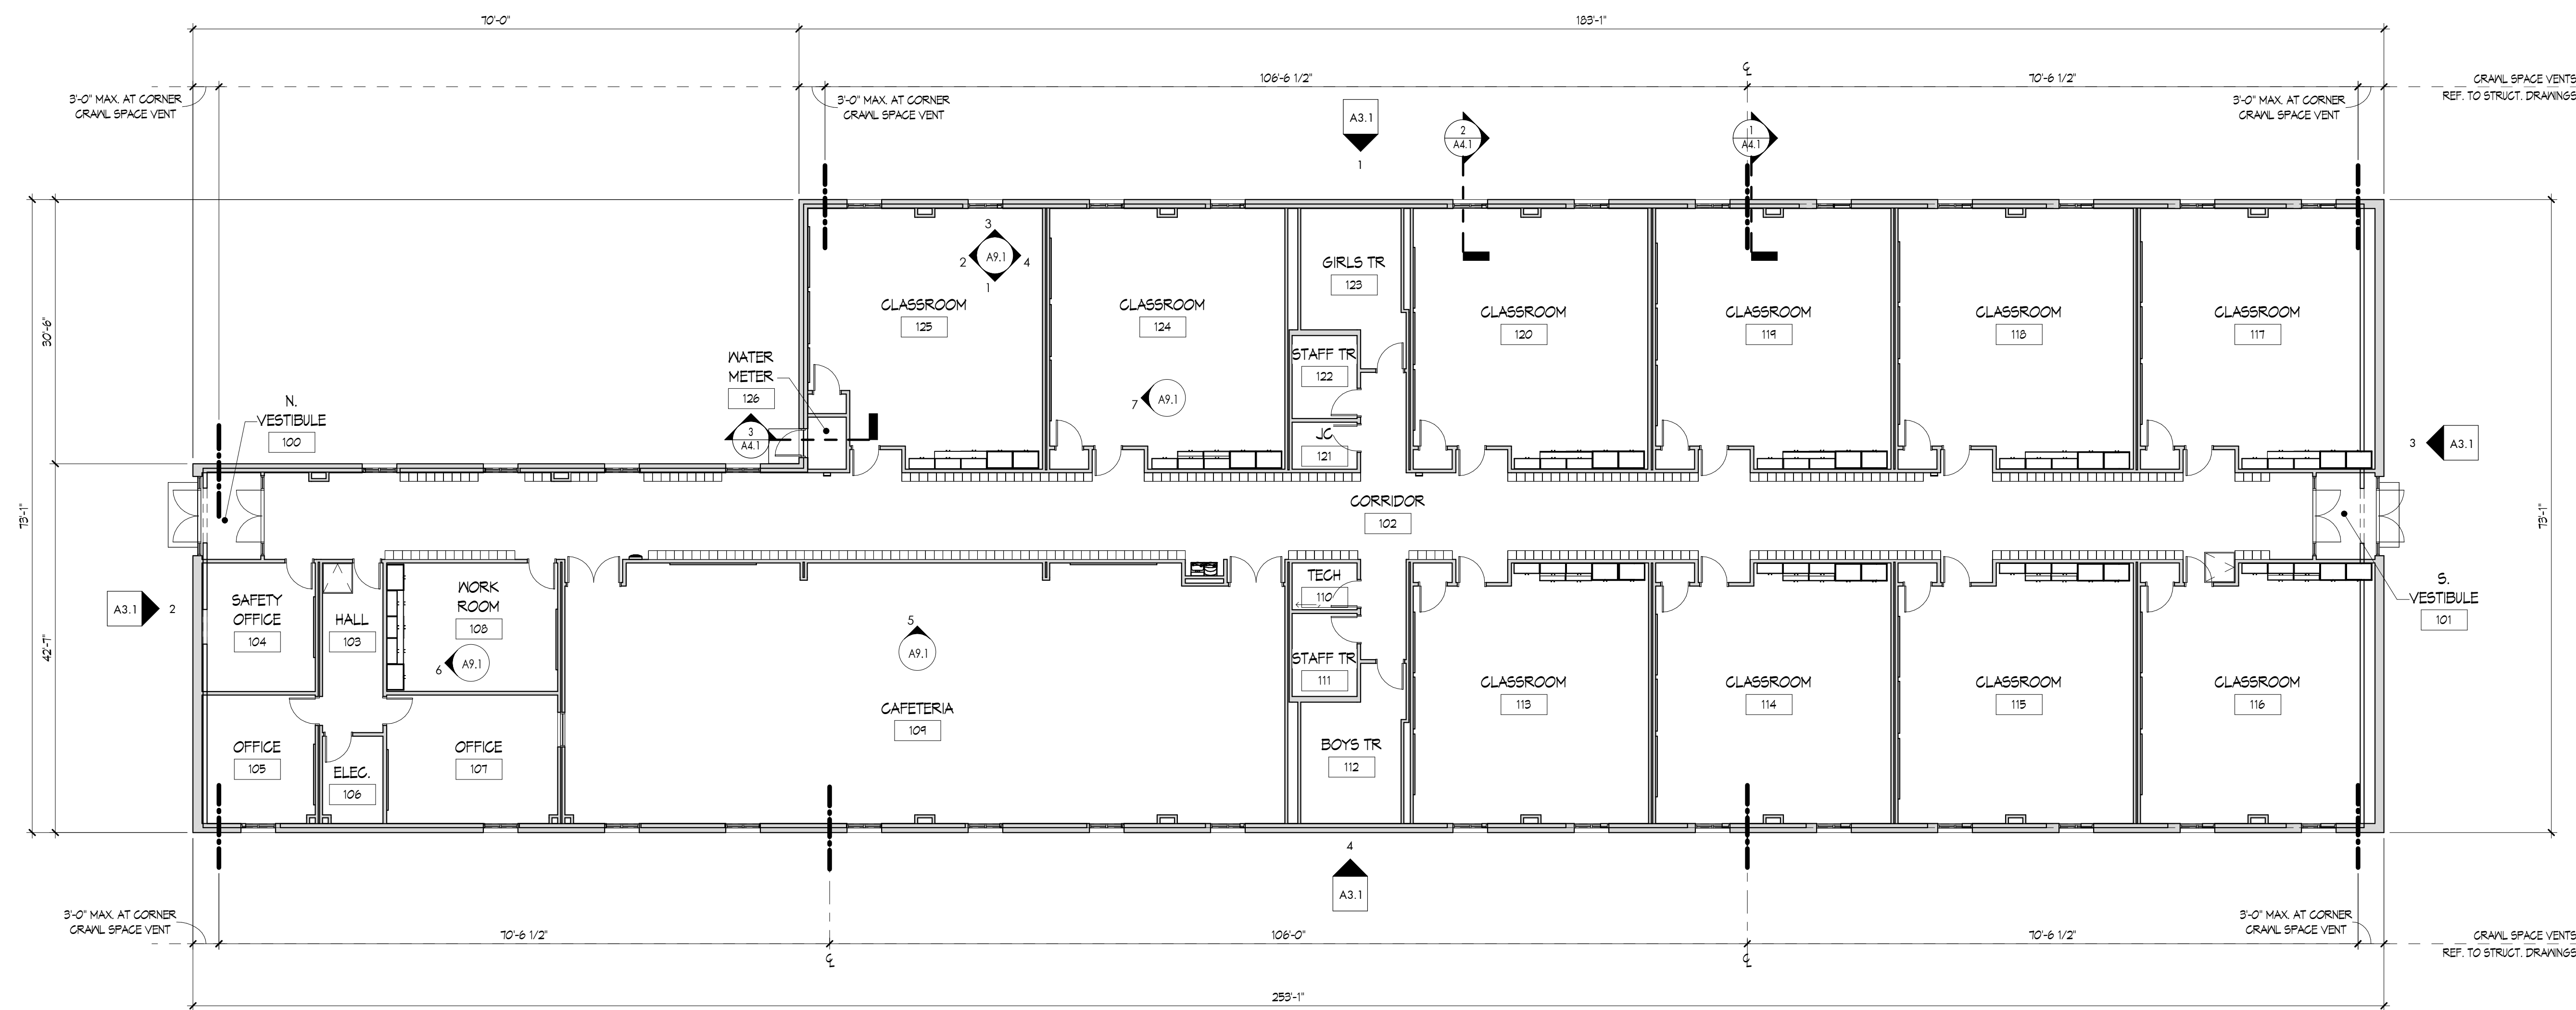 70'-0"
183'-1"
106'-6 1/2"
70'-6 1/2"
℄
3'-0" MAX. AT CORNER
CRAWL SPACE VENT
3'-0" MAX. AT CORNER
CRAWL SPACE VENT
3'-0" MAX. AT CORNER
CRAWL SPACE VENT
CRAWL SPACE VENTS
REF. TO STRUCT. DRAWINGS
A3.1
1
2
A4.1
1
A4.1
30'-6"
73'-1"
42'-7"
73'-1"
3
2
A9.1
4
1
CLASSROOM
125
CLASSROOM
124
GIRLS TR
123
CLASSROOM
120
CLASSROOM
119
CLASSROOM
118
CLASSROOM
117
STAFF TR
122
JC
121
WATER
METER
126
3
A4.1
7
A9.1
N.
VESTIBULE
100
3
A3.1
CORRIDOR
102
A3.1
2
SAFETY
OFFICE
104
HALL
103
WORK
ROOM
108
6
A9.1
5
A9.1
TECH
110
STAFF TR
111
S.
VESTIBULE
101
CAFETERIA
109
CLASSROOM
113
CLASSROOM
114
CLASSROOM
115
CLASSROOM
116
OFFICE
105
ELEC.
106
OFFICE
107
BOYS TR
112
4
A3.1
3'-0" MAX. AT CORNER
CRAWL SPACE VENT
3'-0" MAX. AT CORNER
CRAWL SPACE VENT
70'-6 1/2"
106'-0"
70'-6 1/2"
CRAWL SPACE VENTS
REF. TO STRUCT. DRAWINGS
℄
℄
253'-1"